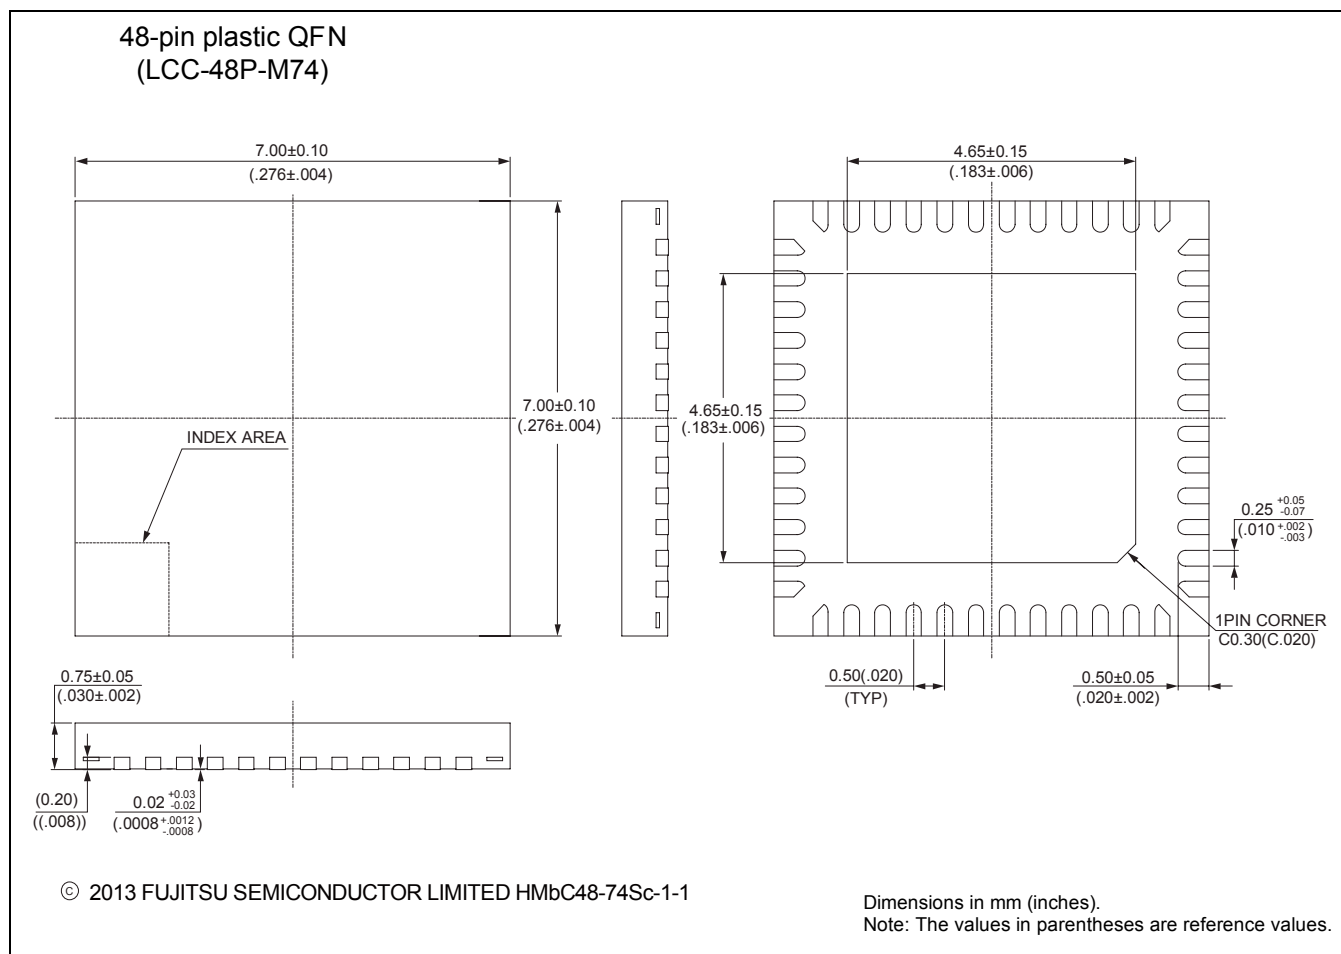 48-pin plastic QFN
(LCC-48P-M74)
7.00±0.10
(.276±.004)
4.65±0.15
(.183±.006)
7.00±0.10
(.276±.004)
4.65±0.15
(.183±.006)
INDEX AREA
0.25 +0.05 -0.07
(.010 +.002 -.003)
1PIN CORNER
C0.30(C.020)
0.75±0.05
(.030±.002)
0.50(.020)
(TYP)
0.50±0.05
(.020±.002)
(0.20)
((.008))
0.02 +0.03 -0.02
(.0008 +.0012 -.0008)
© 2013 FUJITSU SEMICONDUCTOR LIMITED HMbC48-74Sc-1-1
Dimensions in mm (inches).
Note: The values in parentheses are reference values.